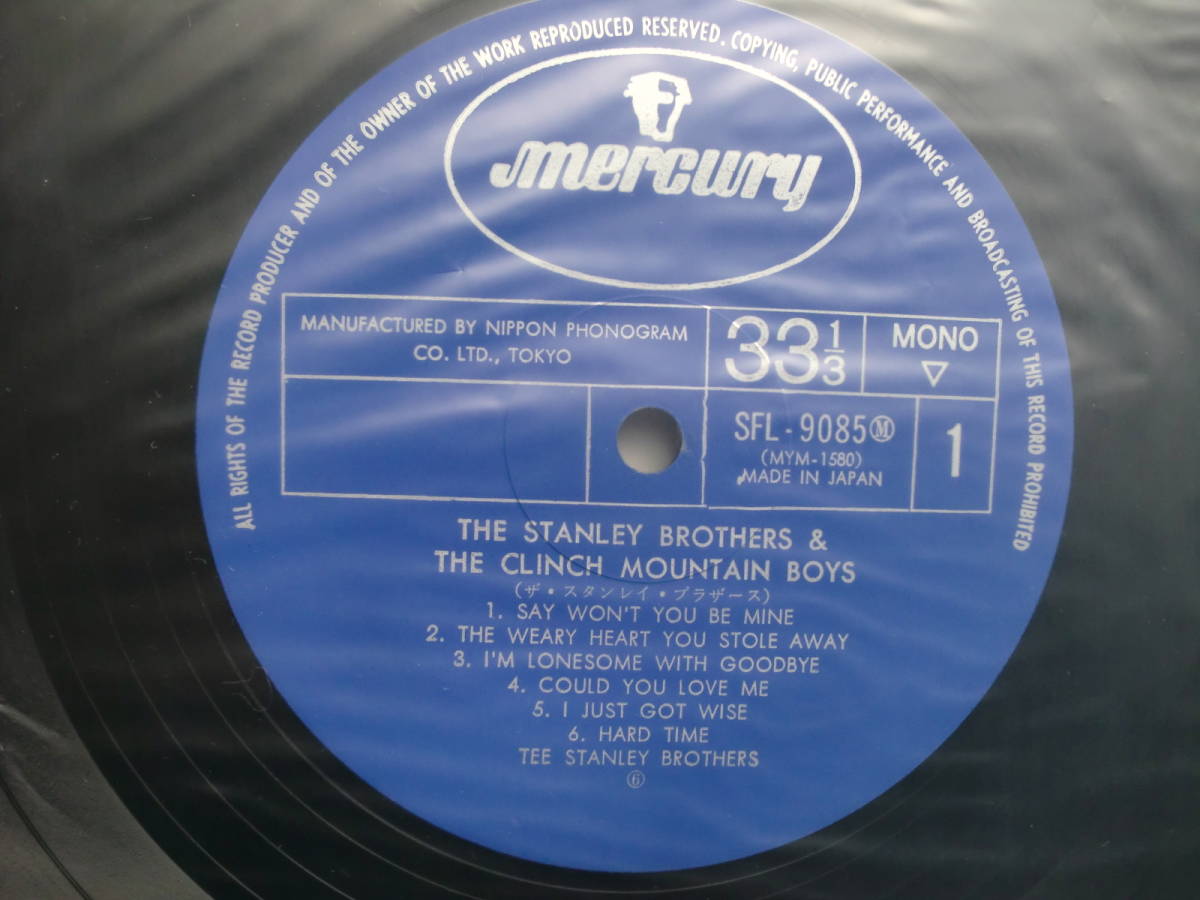 ALL RIGHTS OF THE RECORD PRODUCER AND OF THE OWNER OF THE WORK REPRODUCED RESERVED. COPYING, PUBLIC PERFORMANCE AND BROADCASTING OF THIS RECORD PROHIBITED
mercury
MANUFACTURED BY NIPPON PHONOGRAM
CO. LTD., TOKYO
33 1/3
MONO
▽
SFL-9085 Ⓜ
(MYM-1580)
MADE IN JAPAN
1
THE STANLEY BROTHERS &
THE CLINCH MOUNTAIN BOYS
(ザ・スタンレイ・ブラザース)
1. SAY WON'T YOU BE MINE
2. THE WEARY HEART YOU STOLE AWAY
3. I'M LONESOME WITH GOODBYE
4. COULD YOU LOVE ME
5. I JUST GOT WISE
6. HARD TIME
TEE STANLEY BROTHERS
⑥